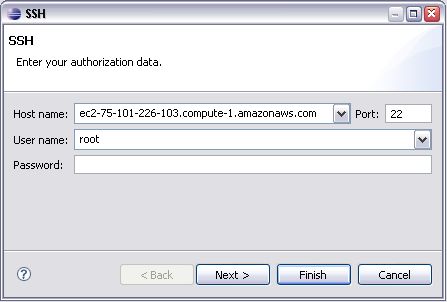 SSH
SSH
Enter your authorization data.
Host name: ec2-75-101-226-103.compute-1.amazonaws.com Port: 22
User name: root
Password:
? < Back Next > Finish Cancel